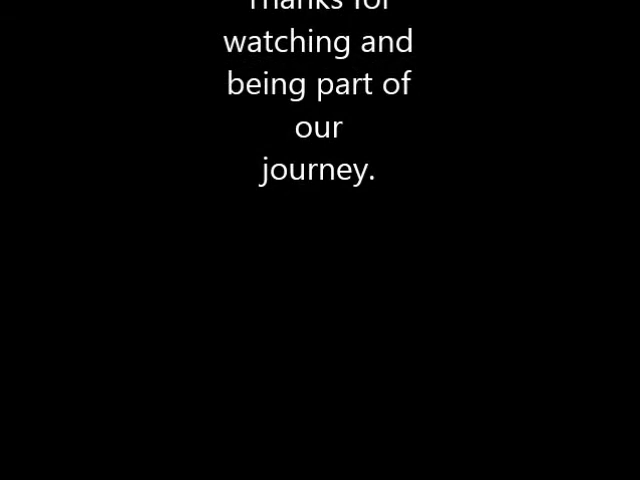 Thanks for
watching and
being part of
our
journey.